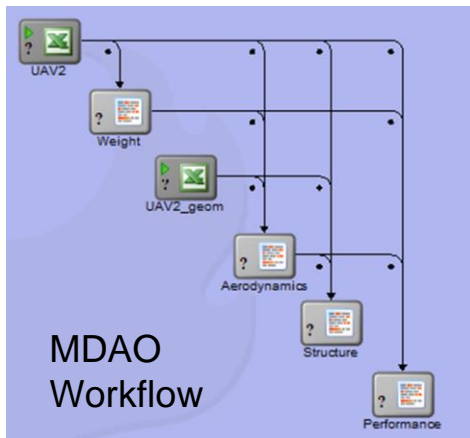 ?
UAV2
?
Weight
?
UAV2_geom
?
Aerodynamics
?
Structure
?
Performance
MDAO
Workflow